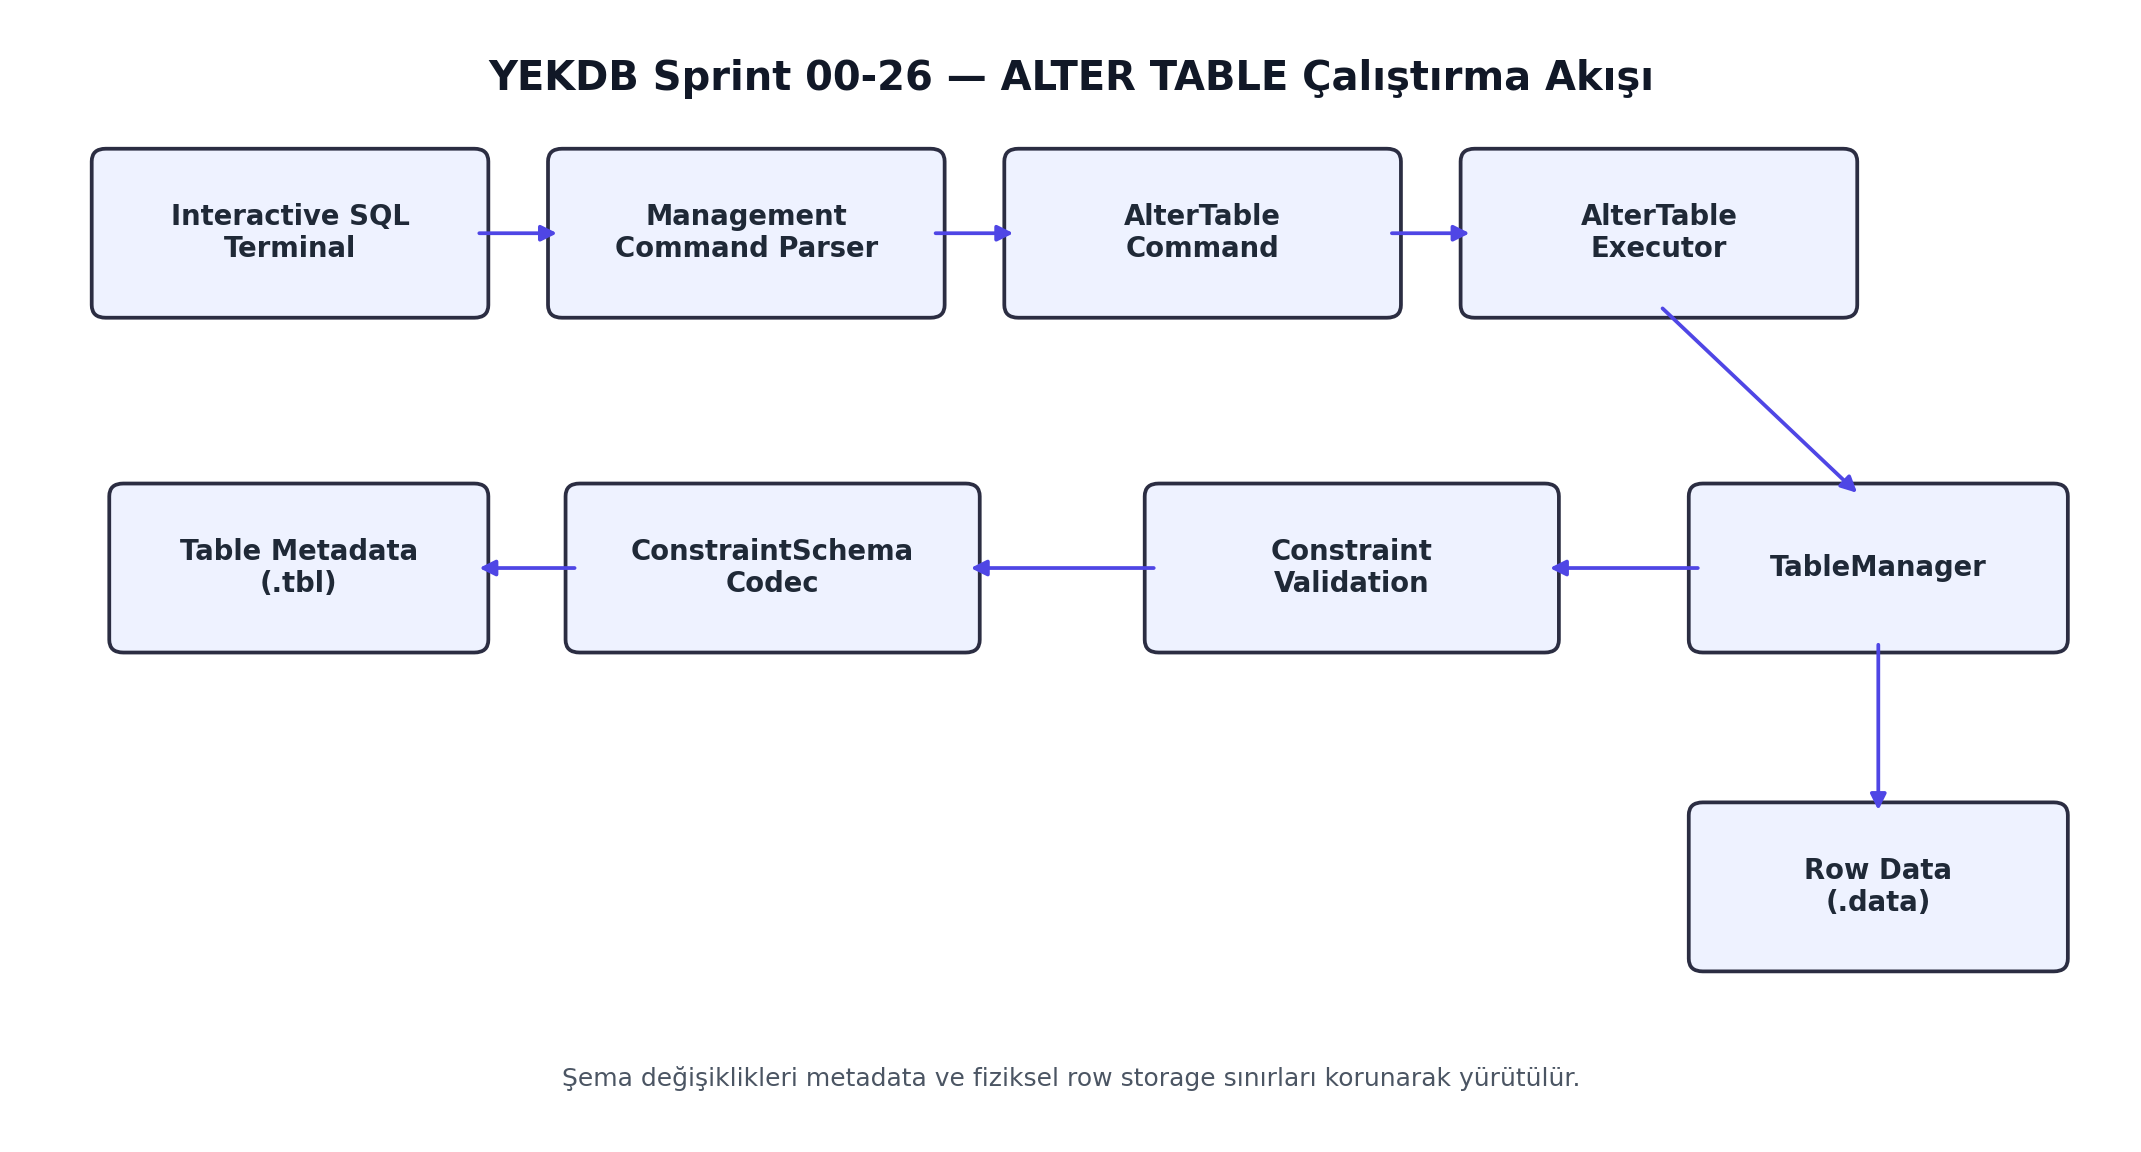 YEKDB Sprint 00-26 — ALTER TABLE Çalıştırma Akışı
Interactive SQL
Terminal
Management
Command Parser
AlterTable
Command
AlterTable
Executor
Table Metadata
(.tbl)
ConstraintSchema
Codec
Constraint
Validation
TableManager
Row Data
(.data)
Şema değişiklikleri metadata ve fiziksel row storage sınırları korunarak yürütülür.